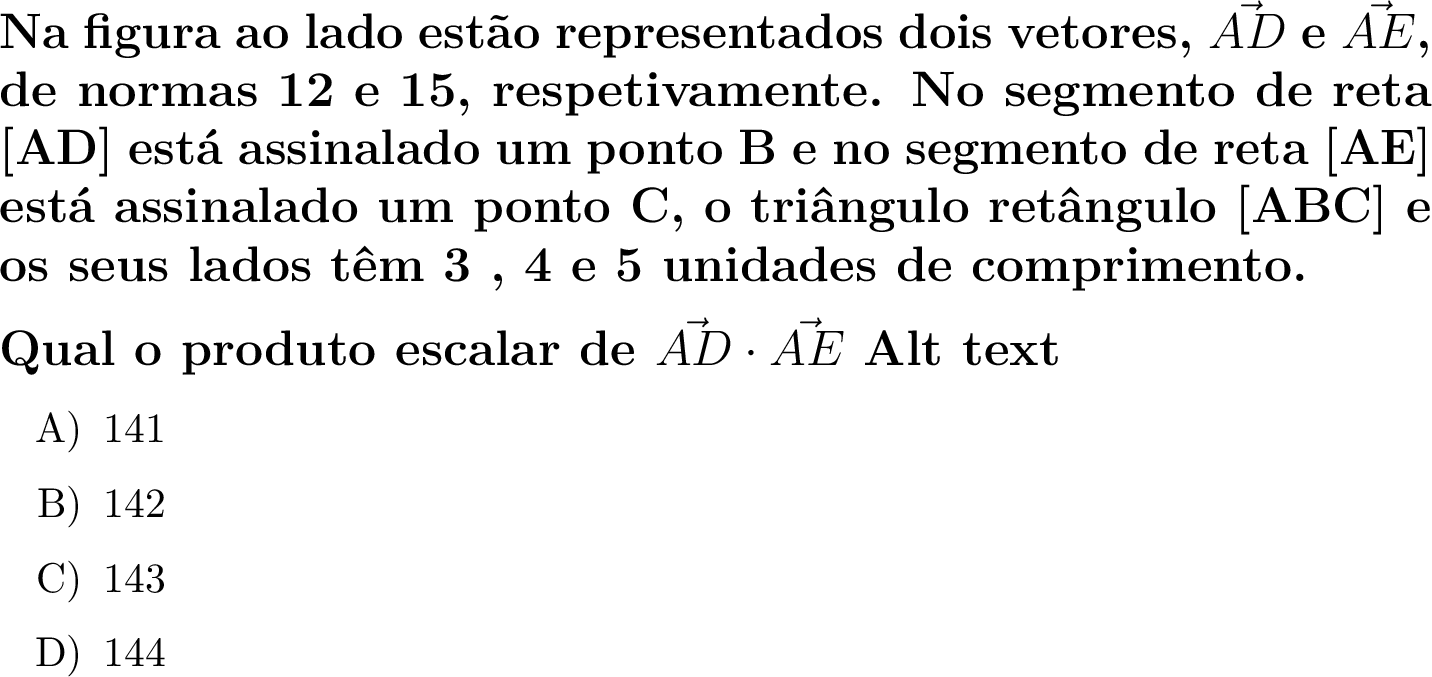 Na figura ao lado estão representados dois vetores, $\vec{AD}$ e $\vec{AE}$,
de normas 12 e 15, respetivamente. No segmento de reta
[AD] está assinalado um ponto B e no segmento de reta [AE]
está assinalado um ponto C, o triângulo retângulo [ABC] e
os seus lados têm 3 , 4 e 5 unidades de comprimento.
Qual o produto escalar de $\vec{AD} \cdot \vec{AE}$ Alt text
A) 141
B) 142
C) 143
D) 144